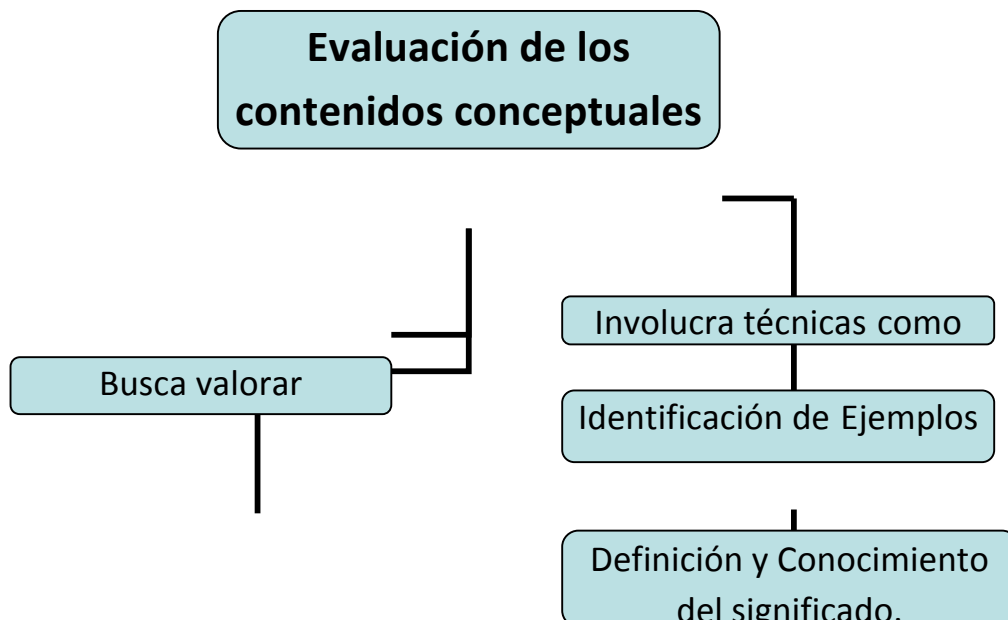 Evaluación de los
contenidos conceptuales
Involucra técnicas como
Busca valorar
Identificación de Ejemplos
Definición y Conocimiento
del significado.